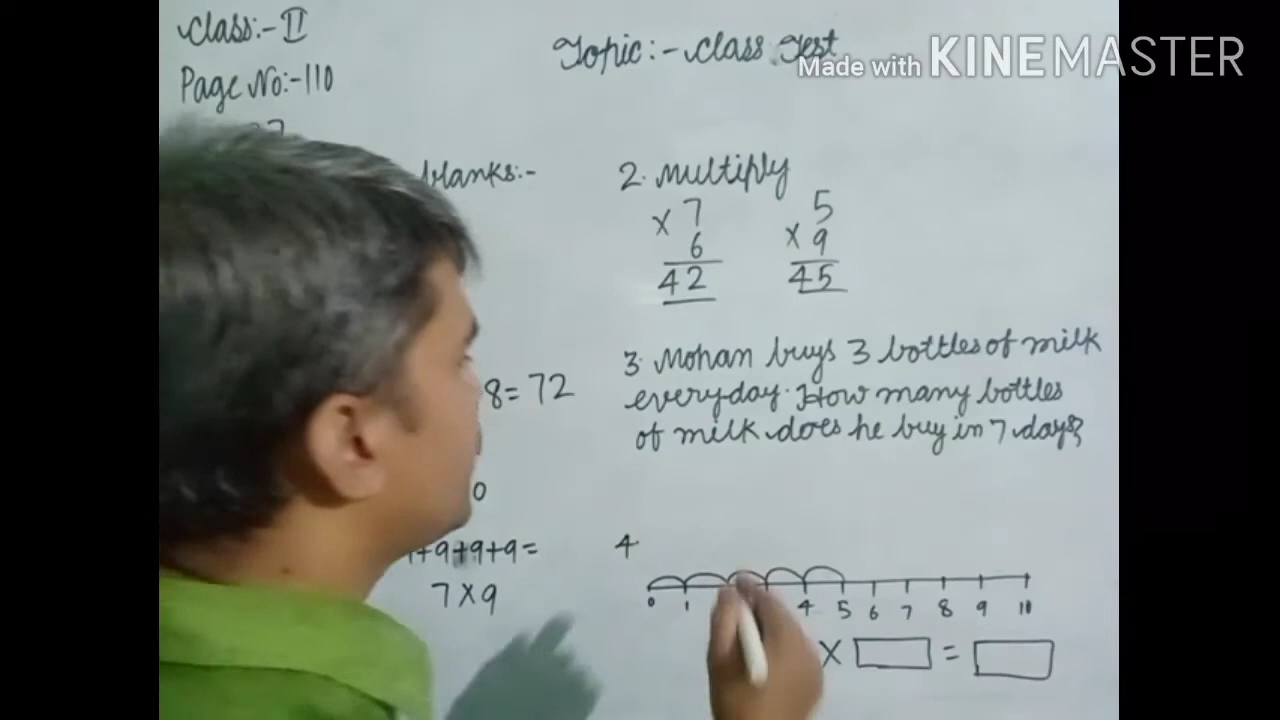 Class:- II
Topic:- Class Test
Made with KINEMASTER
Page No:-110
blanks:-
2. Multiply
× 7
6
42
5
× 9
45
3. Mohan buys 3 bottles of milk
everyday. How many bottles
of milk does he buy in 7 days?
8 = 72
0
+9+9+9=
7×9
4.
0 1 4 5 6 7 8 9 10
× =